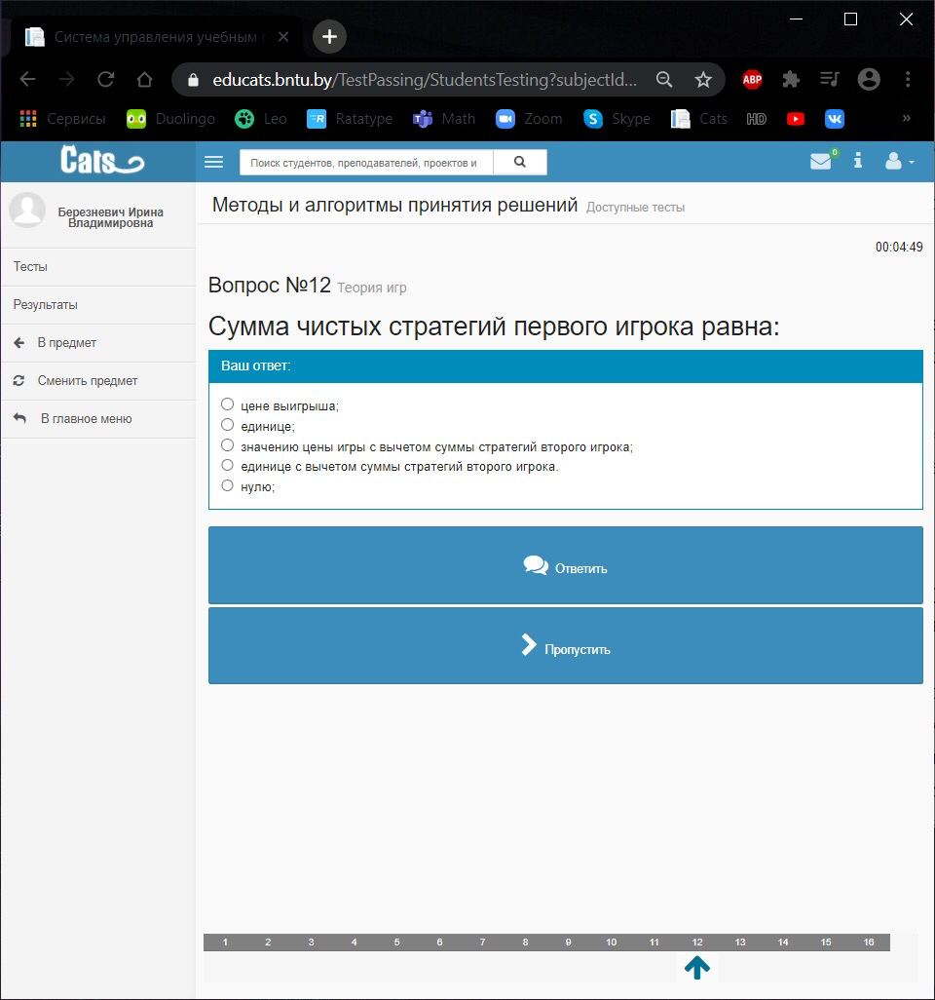 Система управления учебным
educats.bntu.by/TestPassing/StudentsTesting?subjectId...
ABP
Сервисы Duolingo Leo Ratatype Math Zoom Skype Cats HD VK »
Cats
Поиск студентов, преподавателей, проектов и
0
Березневич Ирина
Владимировна
Тесты
Результаты
В предмет
Сменить предмет
В главное меню
Методы и алгоритмы принятия решений Доступные тесты
00:04:49
Вопрос №12 Теория игр
Сумма чистых стратегий первого игрока равна:
Ваш ответ:
цене выигрыша;
единице;
значению цены игры с вычетом суммы стратегий второго игрока;
единице с вычетом суммы стратегий второго игрока.
нулю;
Ответить
Пропустить
1 2 3 4 5 6 7 8 9 10 11 12 13 14 15 16